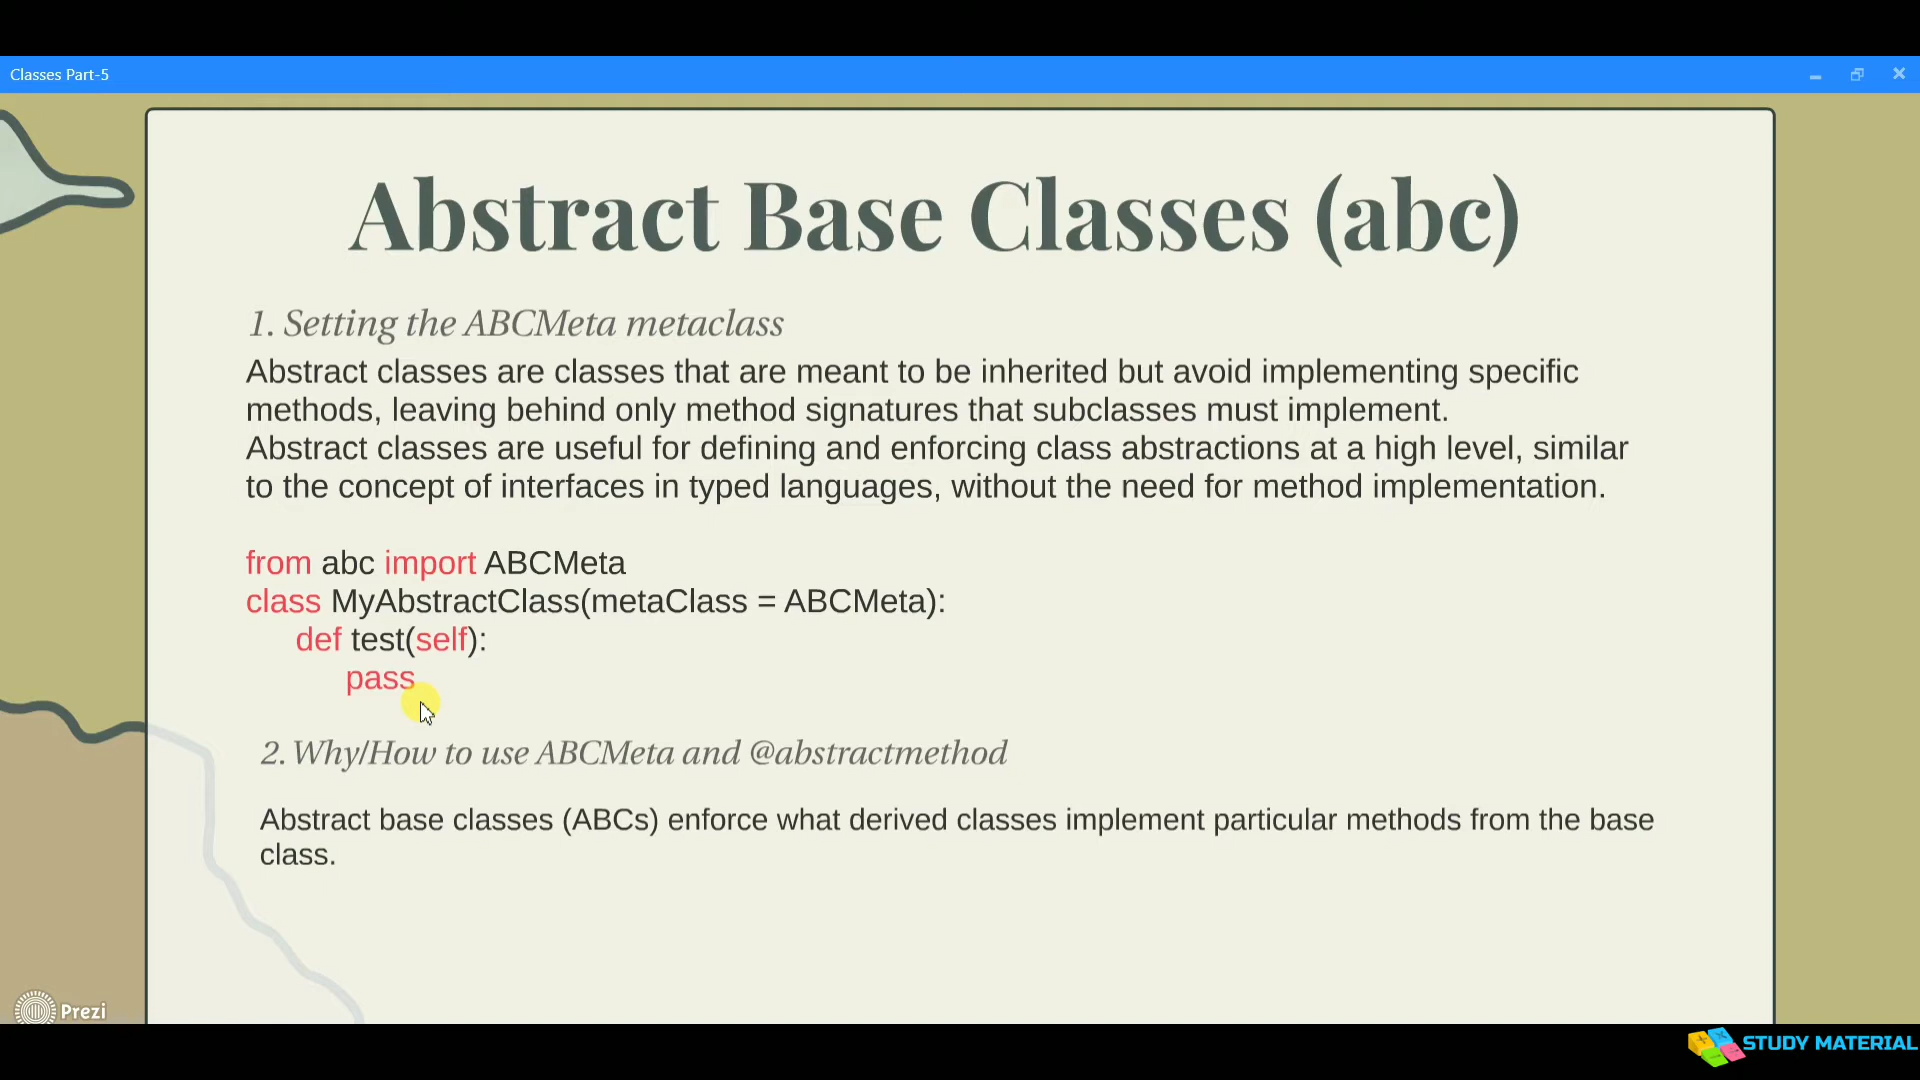 Classes Part-5
Abstract Base Classes (abc)
1. Setting the ABCMeta metaclass
Abstract classes are classes that are meant to be inherited but avoid implementing specific
methods, leaving behind only method signatures that subclasses must implement.
Abstract classes are useful for defining and enforcing class abstractions at a high level, similar
to the concept of interfaces in typed languages, without the need for method implementation.
from abc import ABCMeta
class MyAbstractClass(metaClass = ABCMeta):
def test(self):
pass
2. Why/How to use ABCMeta and @abstractmethod
Abstract base classes (ABCs) enforce what derived classes implement particular methods from the base
class.
Prezi
STUDY MATERIAL